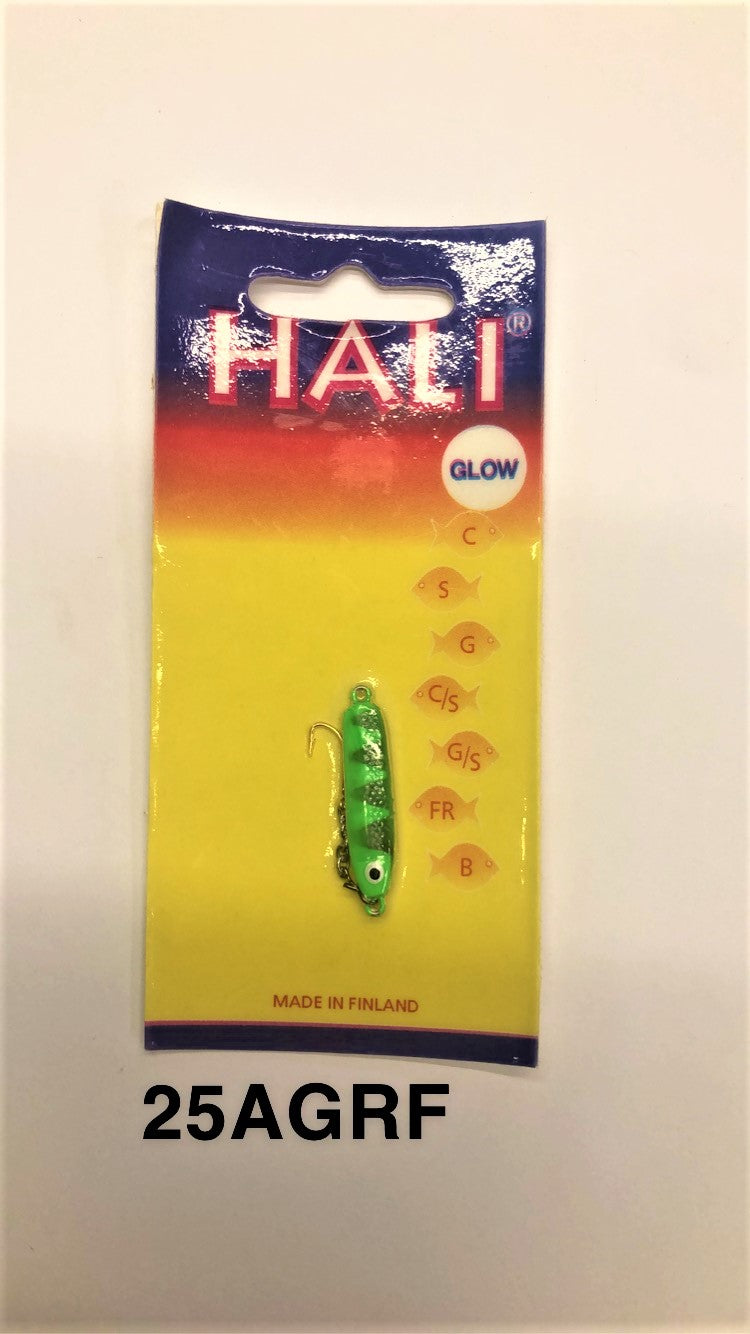 HALI®
GLOW
C
S
G
C/S
G/S
FR
B
MADE IN FINLAND
25AGRF